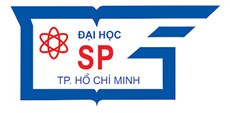 ĐẠI HỌC
SP
TP. HỒ CHÍ MINH